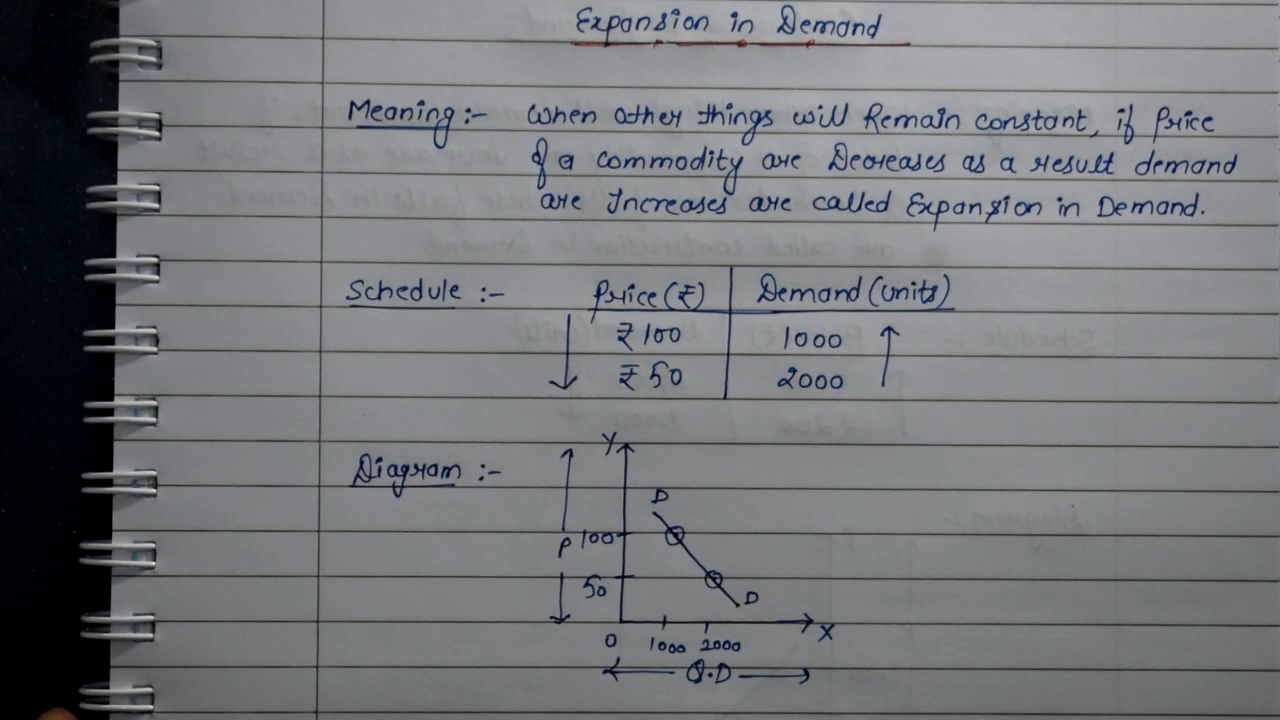 Expansion in Demand
Meaning :- When other things will Remain constant, if Price
of a commodity are Decreases as a result demand
are Increases are called Expansion in Demand.
Schedule :- Price (₹) Demand (units)
₹ 100 1000
₹ 50 2000
Diagram :-
Y
D
P 100
50
D
0 1000 2000 X
Q.D